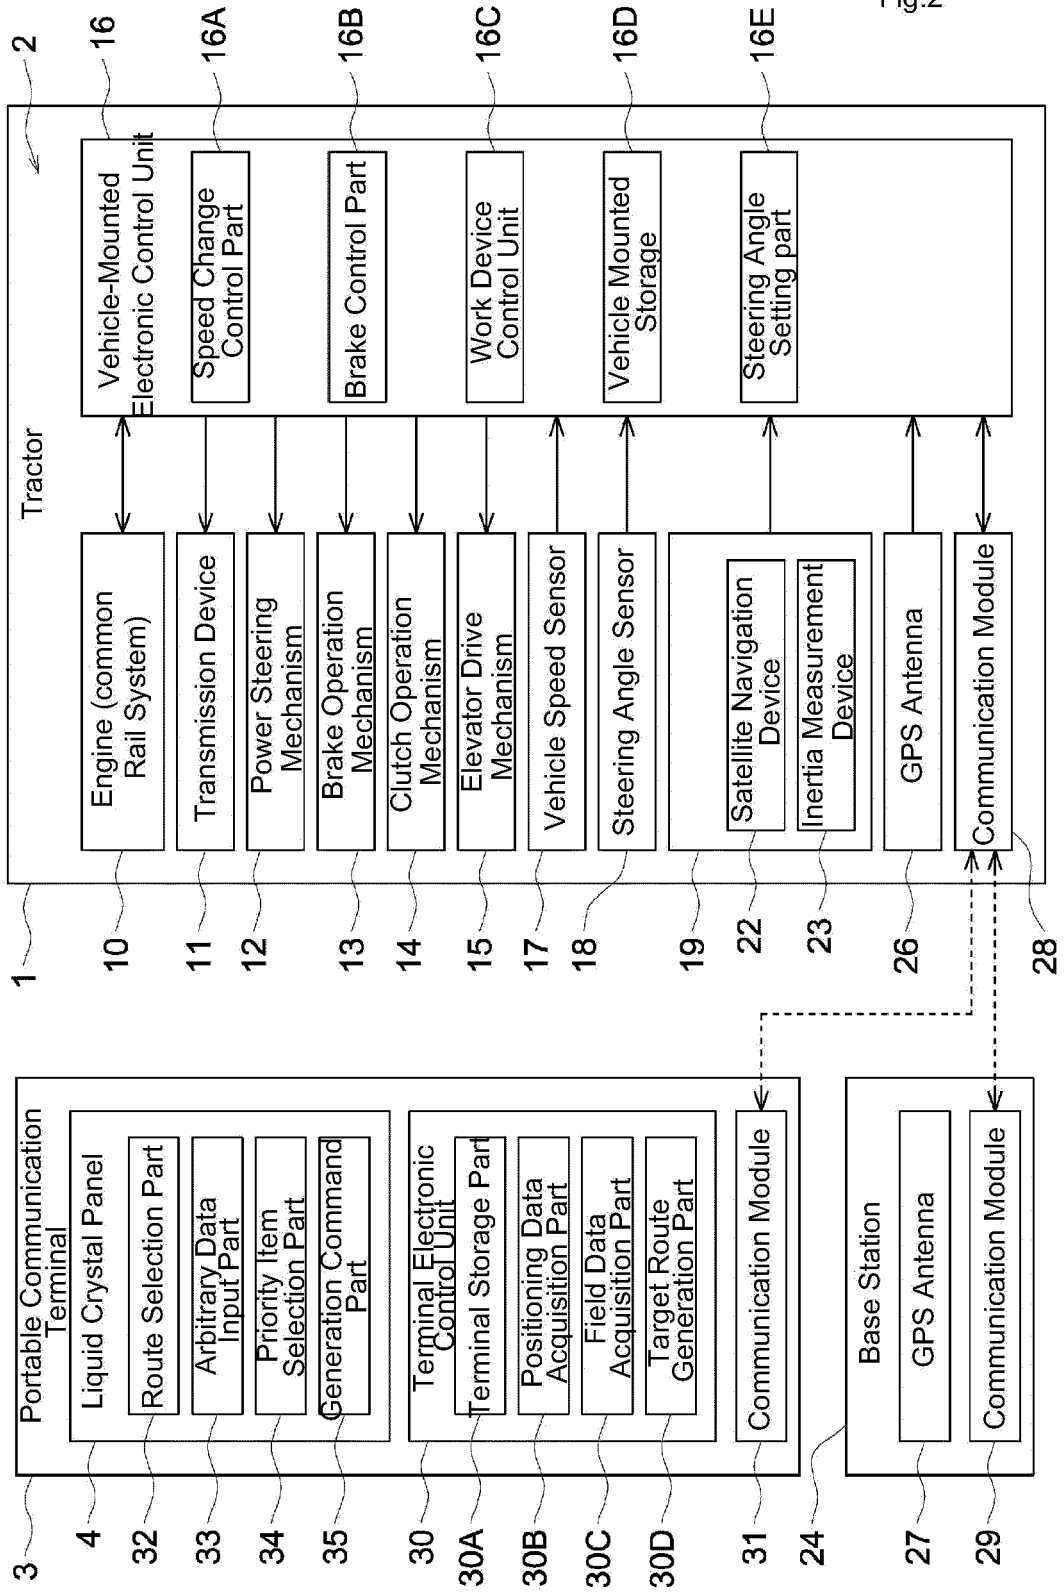 Fig.2
2
Tractor
1
16
Vehicle-Mounted
Electronic Control Unit
16A
Speed Change
Control Part
16B
Brake Control Part
16C
Work Device
Control Unit
16D
Vehicle Mounted
Storage
16E
Steering Angle
Setting part
10
Engine (common
Rail System)
11
Transmission Device
12
Power Steering
Mechanism
13
Brake Operation
Mechanism
14
Clutch Operation
Mechanism
15
Elevator Drive
Mechanism
17
Vehicle Speed Sensor
18
Steering Angle Sensor
19
22
Satellite Navigation
Device
23
Inertia Measurement
Device
26
GPS Antenna
28
Communication Module
3
Portable Communication
Terminal
4
Liquid Crystal Panel
32
Route Selection Part
33
Arbitrary Data
Input Part
34
Priority Item
Selection Part
35
Generation Command
Part
30
Terminal Electronic
Control Unit
30A
Terminal Storage Part
30B
Positioning Data
Acquisition Part
30C
Field Data
Acquisition Part
30D
Target Route
Generation Part
31
Communication Module
24
Base Station
27
GPS Antenna
29
Communication Module